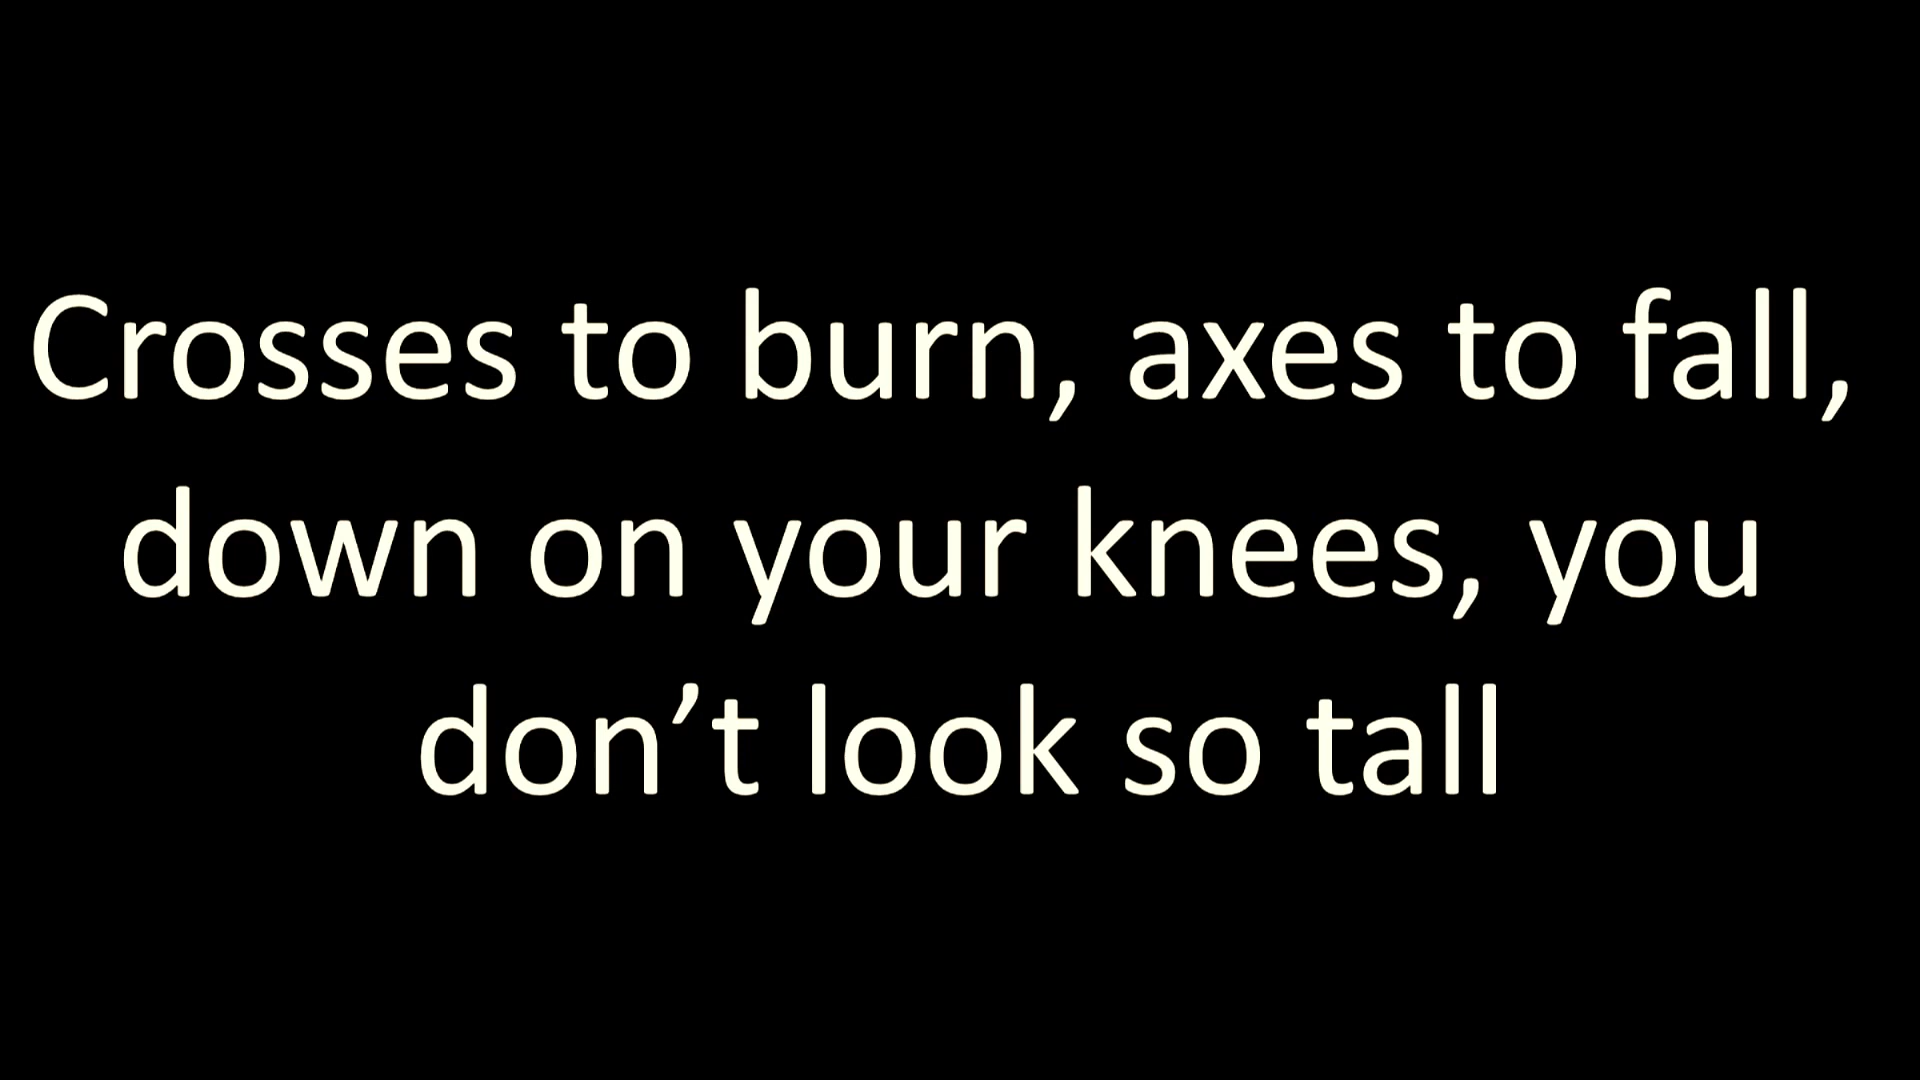 Crosses to burn, axes to fall,
down on your knees, you
don’t look so tall